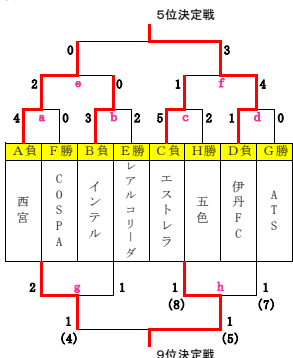 5位決定戦
0 3
2 e 0 1 f 4
4 a 0 3 b 2 5 c 2 1 d 0
A負 F勝 B負 E勝 C負 H勝 D負 G勝
西宮
COSPA
インテル
レアルコリーダ
エストレラ
五色
伊丹FC
ATS
2 g 1 1 h 1
(8) (7)
1 1
(4) (5)
9位決定戦